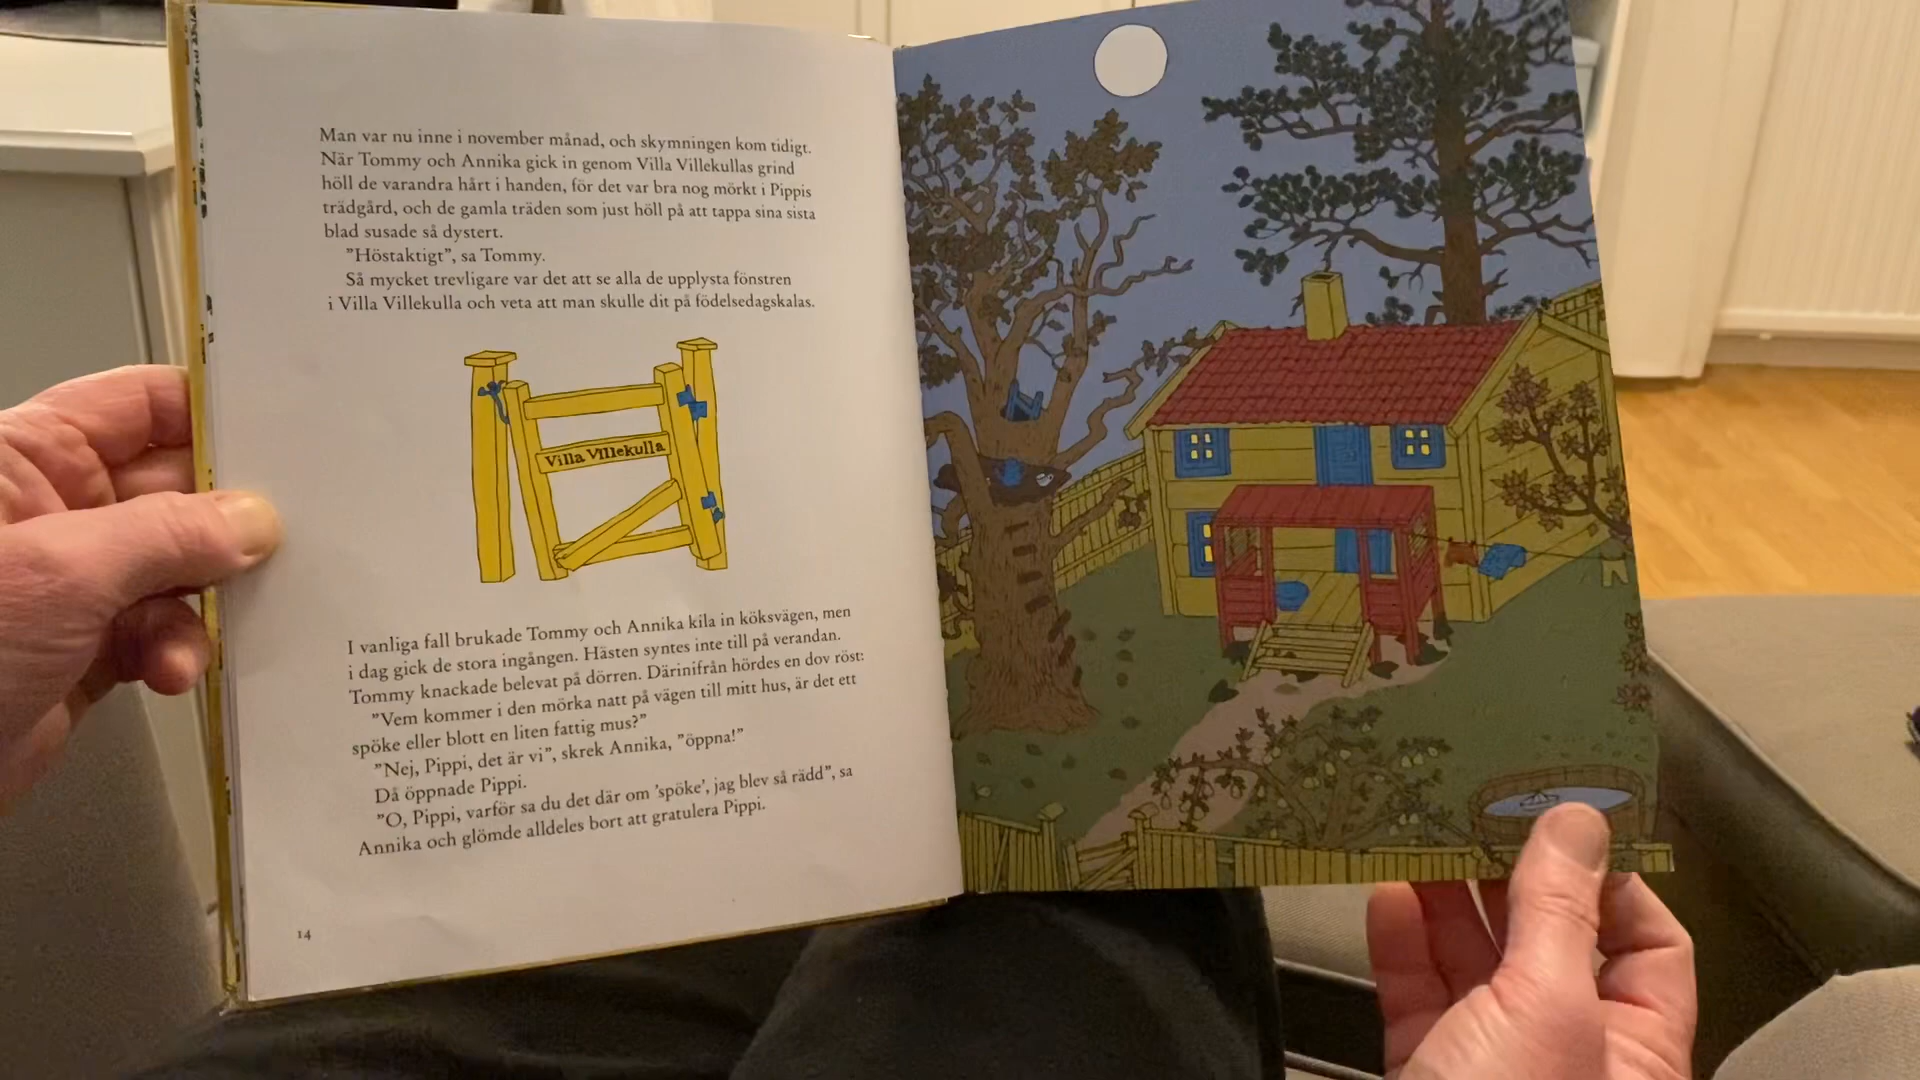 Man var nu inne i november månad, och skymningen kom tidigt.
När Tommy och Annika gick in genom Villa Villekullas grind
höll de varandra hårt i handen, för det var bra nog mörkt i Pippis
trädgård, och de gamla träden som just höll på att tappa sina sista
blad susade så dystert.
”Höstaktigt”, sa Tommy.
Så mycket trevligare var det att se alla de upplysta fönstren
i Villa Villekulla och veta att man skulle dit på födelsedagskalas.
Villa VIllekulla
I vanliga fall brukade Tommy och Annika kila in köksvägen, men
i dag gick de stora ingången. Hästen syntes inte till på verandan.
Tommy knackade belevat på dörren. Därinifrån hördes en dov röst:
”Vem kommer i den mörka natt på vägen till mitt hus, är det ett
spöke eller blott en liten fattig mus?”
”Nej, Pippi, det är vi”, skrek Annika, ”öppna!”
Då öppnade Pippi.
”O, Pippi, varför sa du det där om ’spöke’, jag blev så rädd”, sa
Annika och glömde alldeles bort att gratulera Pippi.
14